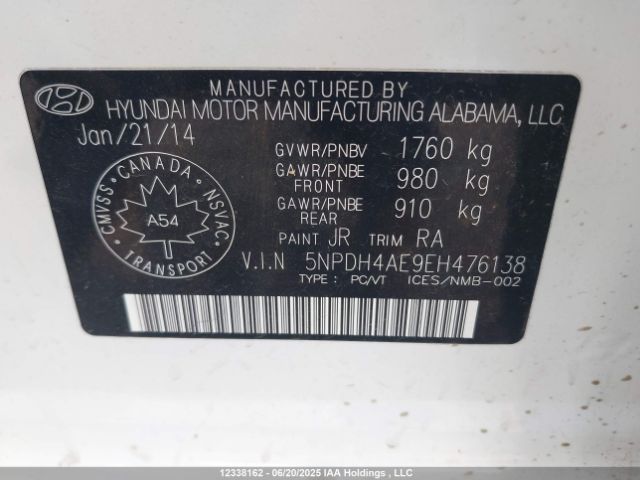 MANUFACTURED BY
HYUNDAI MOTOR MANUFACTURING ALABAMA, LLC
Jan/21/14
GVWR/PNBV 1760 kg
GAWR/PNBE FRONT 980 kg
GAWR/PNBE REAR 910 kg
CANADA
CMVSS A54 NSVAC
TRANSPORT
PAINT JR TRIM RA
V.I.N 5NPDH4AE9EH476138
TYPE : PC/VT ICES/NMB-002
12338162 - 06/20/2025 IAA Holdings , LLC